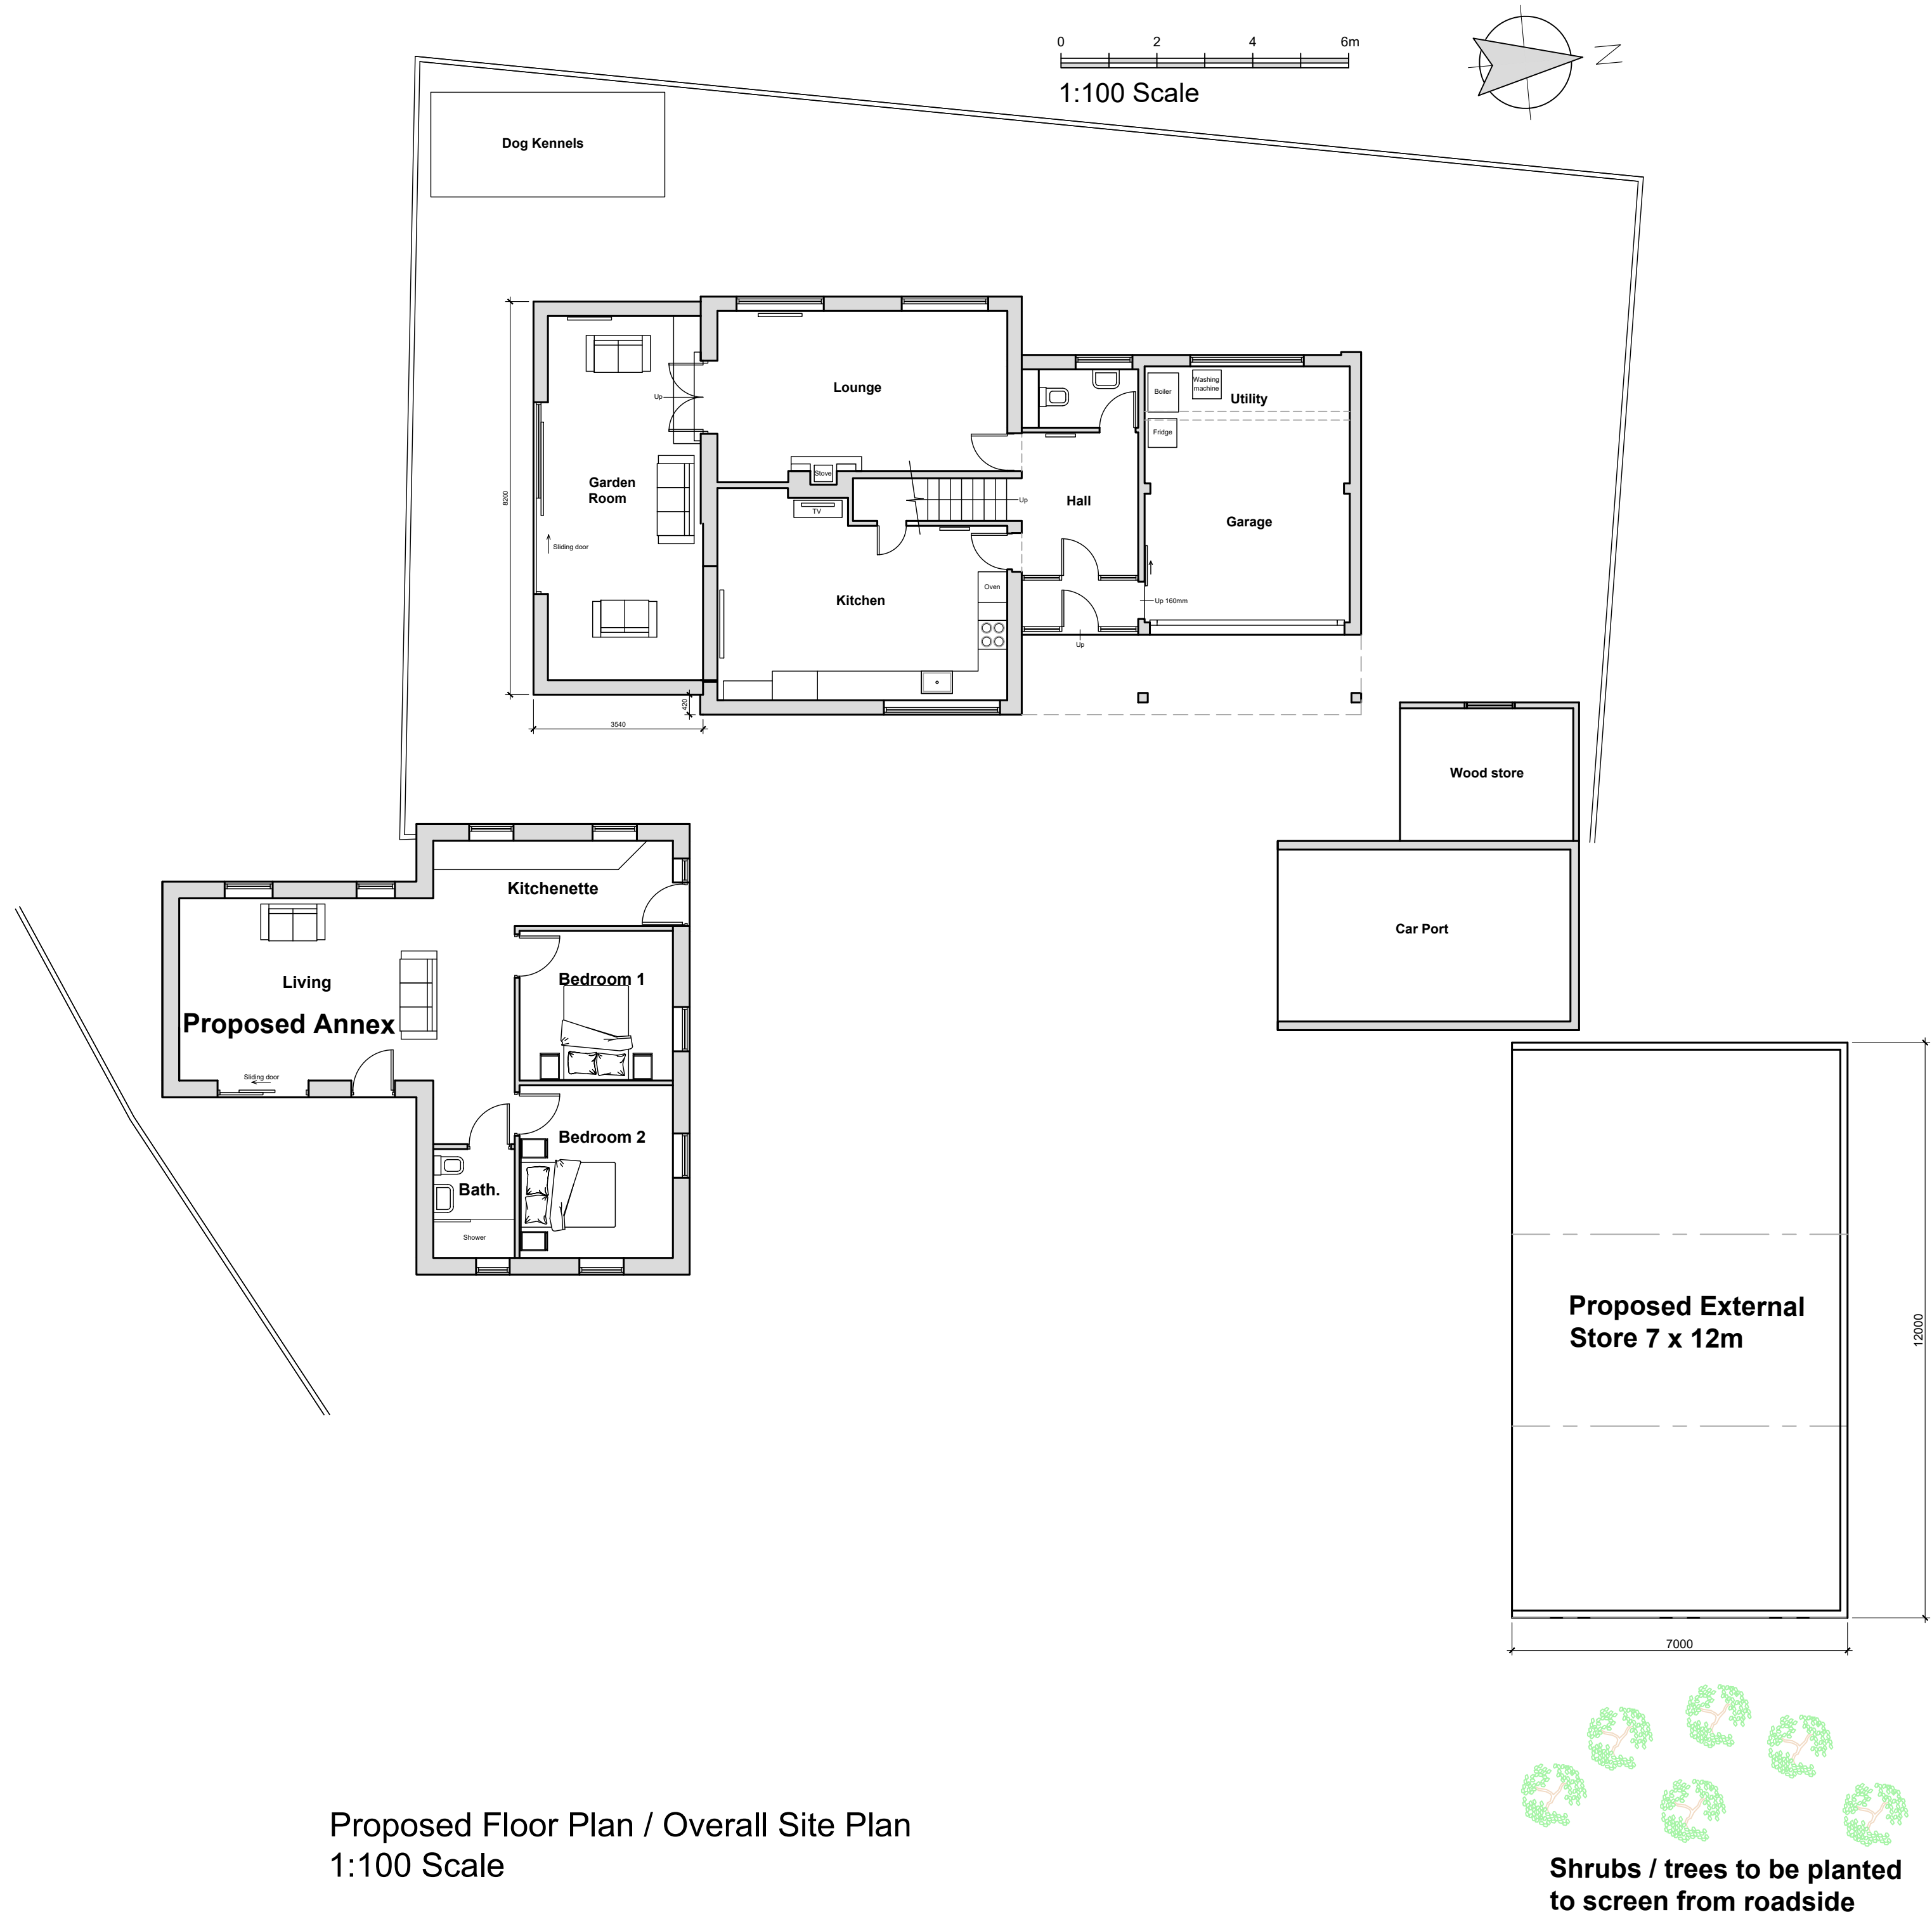 0 2 4 6m
1:100 Scale
N
Dog Kennels
Lounge
Boiler
Washing
machine
Utility
Up
Fridge
Stove
Garden
Room
8200
TV
Up
Hall
Garage
Sliding door
Oven
Kitchen
Up 160mm
Up
420
3540
Wood store
Kitchenette
Car Port
Living
Bedroom 1
Proposed Annex
Sliding door
Bedroom 2
Bath.
Shower
Proposed External
Store 7 x 12m
12000
7000
Proposed Floor Plan / Overall Site Plan
1:100 Scale
Shrubs / trees to be planted
to screen from roadside